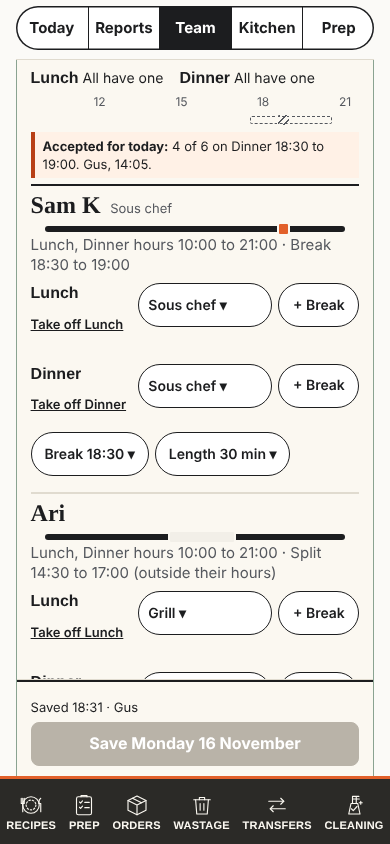 Today Reports Team Kitchen Prep
Lunch All have one Dinner All have one
12 15 18 21
Accepted for today: 4 of 6 on Dinner 18:30 to
19:00. Gus, 14:05.
Sam K Sous chef
Lunch, Dinner hours 10:00 to 21:00 · Break
18:30 to 19:00
Lunch
Sous chef ▾ + Break
Take off Lunch
Dinner
Sous chef ▾ + Break
Take off Dinner
Break 18:30 ▾ Length 30 min ▾
Ari
Lunch, Dinner hours 10:00 to 21:00 · Split
14:30 to 17:00 (outside their hours)
Lunch
Grill ▾ + Break
Take off Lunch
Saved 18:31 · Gus
Save Monday 16 November
RECIPES PREP ORDERS WASTAGE TRANSFERS CLEANING